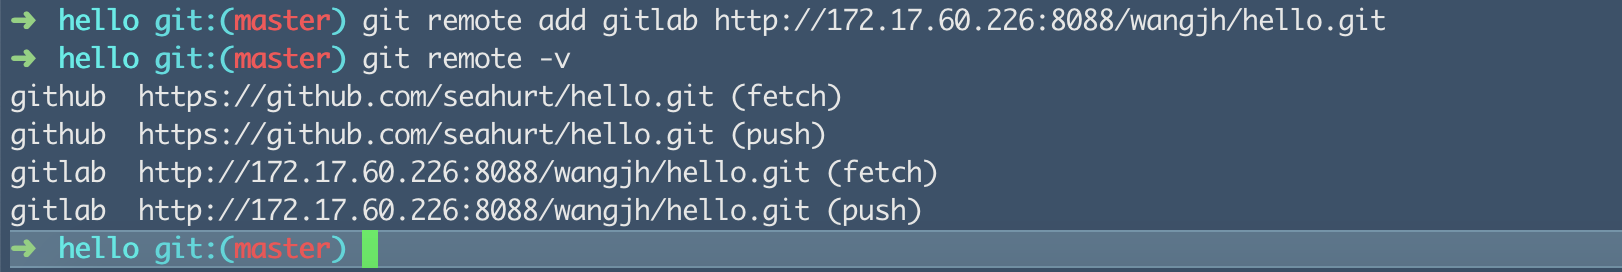 ➜  hello git:(master) git remote add gitlab http://172.17.60.226:8088/wangjh/hello.git
➜  hello git:(master) git remote -v
github  https://github.com/seahurt/hello.git (fetch)
github  https://github.com/seahurt/hello.git (push)
gitlab  http://172.17.60.226:8088/wangjh/hello.git (fetch)
gitlab  http://172.17.60.226:8088/wangjh/hello.git (push)
➜  hello git:(master)